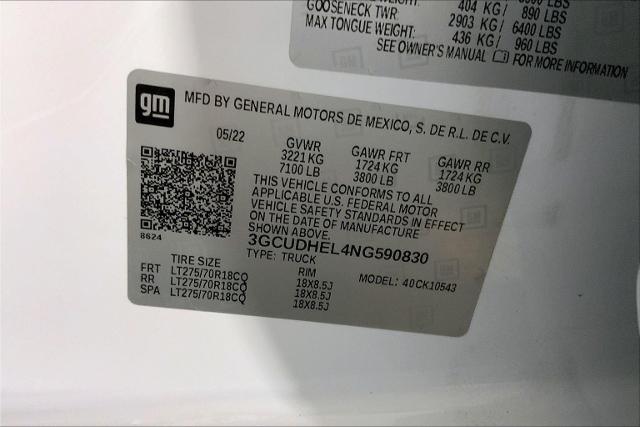 404 KG/ 890 LBS
GOOSENECK TWR: 2903 KG/ 6400 LBS
MAX TONGUE WEIGHT: 436 KG/ 960 LBS
SEE OWNER'S MANUAL FOR MORE INFORMATION
gm MFD BY GENERAL MOTORS DE MEXICO, S. DE R.L. DE C.V.
05/22 GVWR GAWR FRT GAWR RR
3221 KG 1724 KG 1724 KG
7100 LB 3800 LB 3800 LB
THIS VEHICLE CONFORMS TO ALL
APPLICABLE U.S. FEDERAL MOTOR
VEHICLE SAFETY STANDARDS IN EFFECT
ON THE DATE OF MANUFACTURE
SHOWN ABOVE.
8624 3GCUDHEL4NG590830
TYPE: TRUCK
TIRE SIZE RIM MODEL: 40CK10543
FRT LT275/70R18CQ 18X8.5J
RR LT275/70R18CQ 18X8.5J
SPA LT275/70R18CQ 18X8.5J